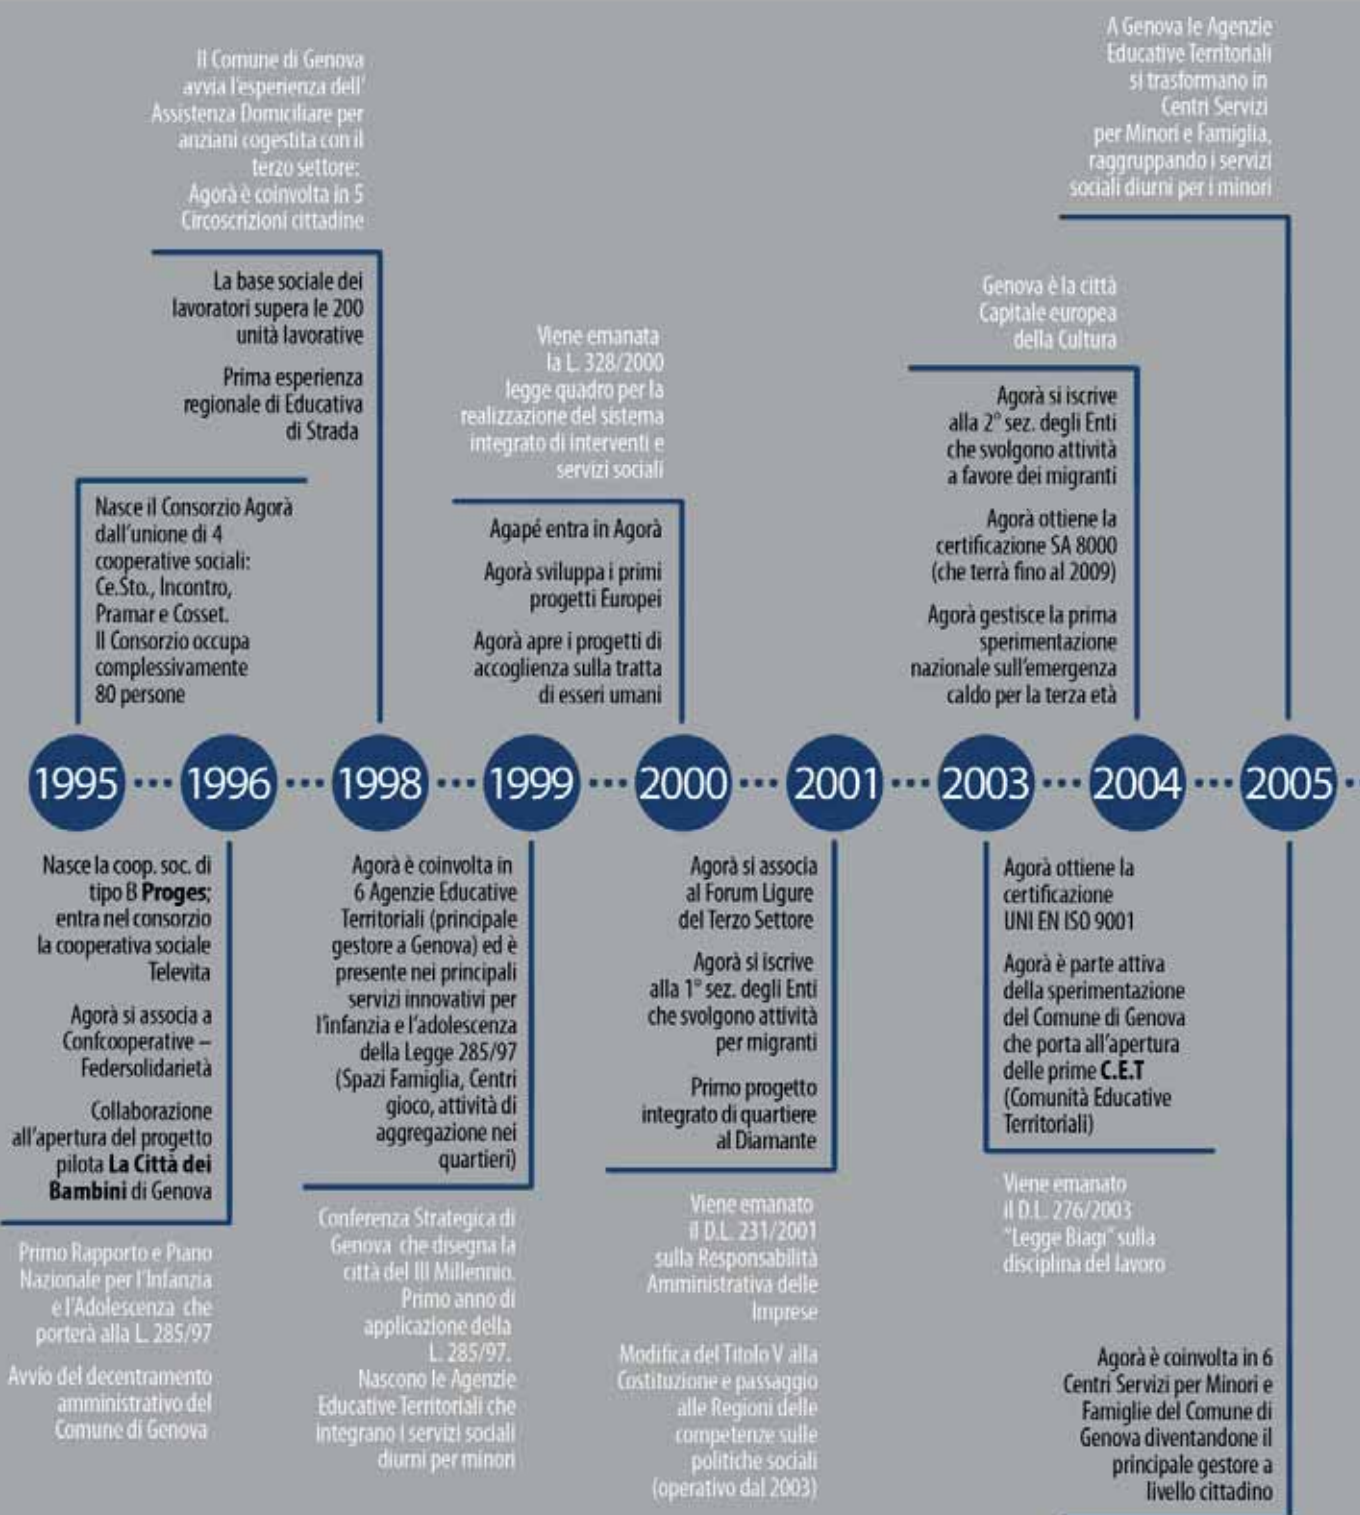 Il Comune di Genova
avvia l'esperienza dell'
Assistenza Domiciliare per
anziani cogestita con il
terzo settore:
Agorà è coinvolta in 5
Circoscrizioni cittadine
La base sociale dei
lavoratori supera le 200
unità lavorative
Prima esperienza
regionale di Educativa
di Strada
Nasce il Consorzio Agorà
dall'unione di 4
cooperative sociali:
Ce.Sto., Incontro,
Pramar e Cosset.
Il Consorzio occupa
complessivamente
80 persone
Viene emanata
la L. 328/2000
legge quadro per la
realizzazione del sistema
integrato di interventi e
servizi sociali
Agapé entra in Agorà
Agorà sviluppa i primi
progetti Europei
Agorà apre i progetti di
accoglienza sulla tratta
di esseri umani
Genova è la città
Capitale europea
della Cultura
Agorà si iscrive
alla 2° sez. degli Enti
che svolgono attività
a favore dei migranti
Agorà ottiene la
certificazione SA 8000
(che terrà fino al 2009)
Agorà gestisce la prima
sperimentazione
nazionale sull'emergenza
caldo per la terza età
A Genova le Agenzie
Educative Territoriali
si trasformano in
Centri Servizi
per Minori e Famiglia,
raggruppando i servizi
sociali diurni per i minori
1995 ••• 1996 ••• 1998 ••• 1999 ••• 2000 ••• 2001 ••• 2003 ••• 2004 ••• 2005
Nasce la coop. soc. di
tipo B Proges;
entra nel consorzio
la cooperativa sociale
Televita
Agorà si associa a
Confcooperative –
Federsolidarietà
Collaborazione
all'apertura del progetto
pilota La Città dei
Bambini di Genova
Primo Rapporto e Piano
Nazionale per l'Infanzia
e l'Adolescenza che
porterà alla L. 285/97
Avvio del decentramento
amministrativo del
Comune di Genova
Agorà è coinvolta in
6 Agenzie Educative
Territoriali (principale
gestore a Genova) ed è
presente nei principali
servizi innovativi per
l'infanzia e l'adolescenza
della Legge 285/97
(Spazi Famiglia, Centri
gioco, attività di
aggregazione nei
quartieri)
Conferenza Strategica di
Genova che disegna la
città del III Millennio.
Primo anno di
applicazione della
L. 285/97.
Nascono le Agenzie
Educative Territoriali che
integrano i servizi sociali
diurni per minori
Agorà si associa
al Forum Ligure
del Terzo Settore
Agorà si iscrive
alla 1° sez. degli Enti
che svolgono attività
per migranti
Primo progetto
integrato di quartiere
al Diamante
Viene emanato
il D.L. 231/2001
sulla Responsabilità
Amministrativa delle
Imprese
Modifica del Titolo V alla
Costituzione e passaggio
alle Regioni delle
competenze sulle
politiche sociali
(operativo dal 2003)
Agorà ottiene la
certificazione
UNI EN ISO 9001
Agorà è parte attiva
della sperimentazione
del Comune di Genova
che porta all'apertura
delle prime C.E.T
(Comunità Educative
Territoriali)
Viene emanato
il D.L. 276/2003
"Legge Biagi" sulla
disciplina del lavoro
Agorà è coinvolta in 6
Centri Servizi per Minori e
Famiglie del Comune di
Genova diventandone il
principale gestore a
livello cittadino